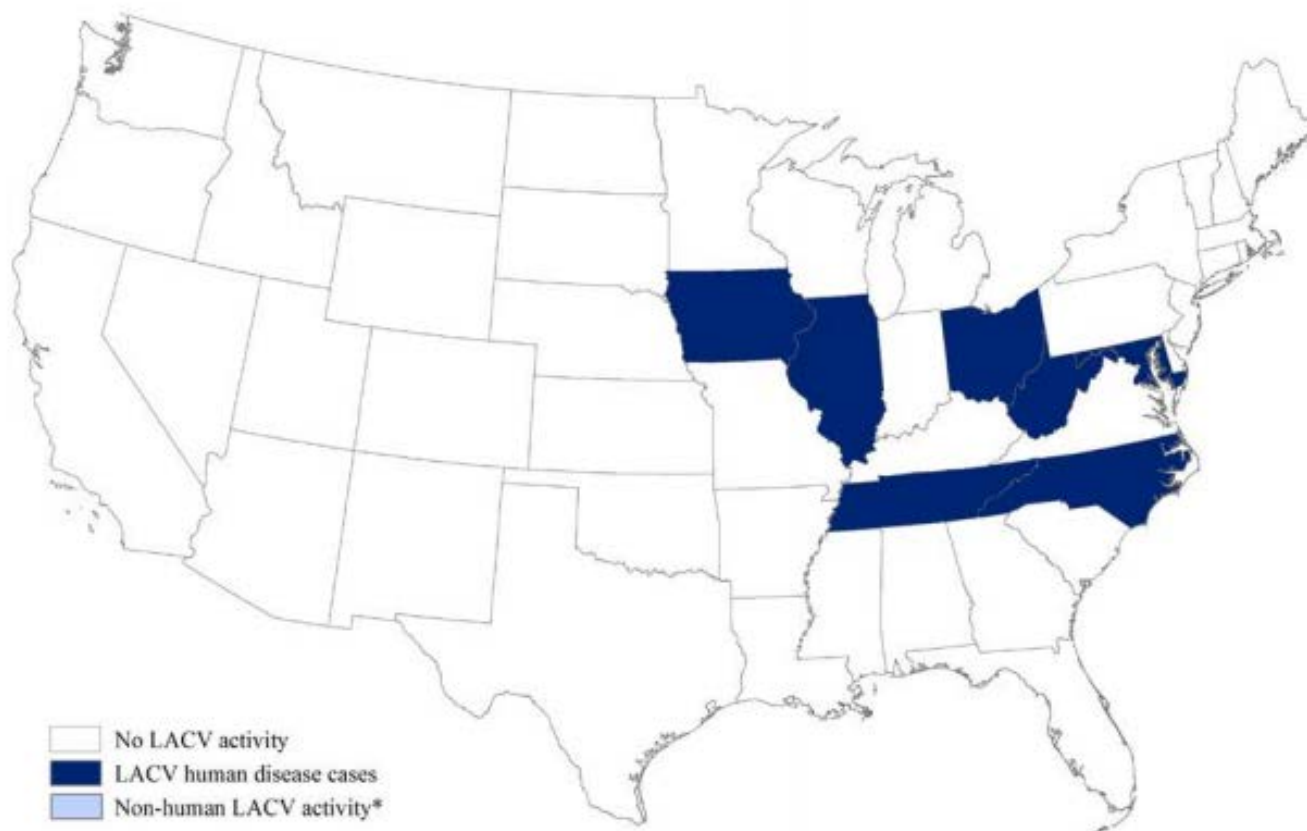 No LACV activity
LACV human disease cases
Non-human LACV activity*